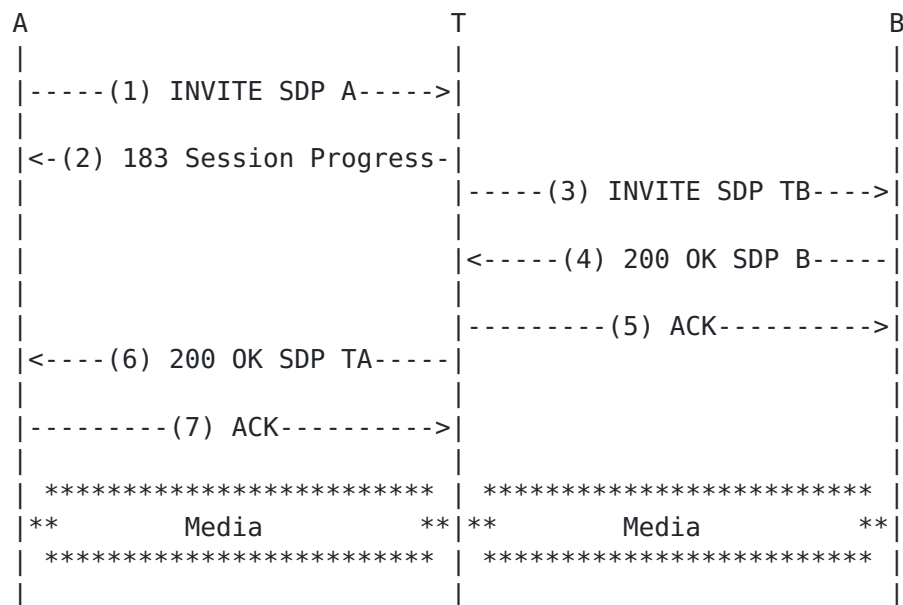 A T B
|-----(1) INVITE SDP A----->|
|<-(2) 183 Session Progress-|
|-----(3) INVITE SDP TB---->|
|<-----(4) 200 OK SDP B-----|
|---------(5) ACK---------->|
|<----(6) 200 OK SDP TA-----|
|---------(7) ACK---------->|
************************* *************************
|** Media **|** Media **|
************************* *************************